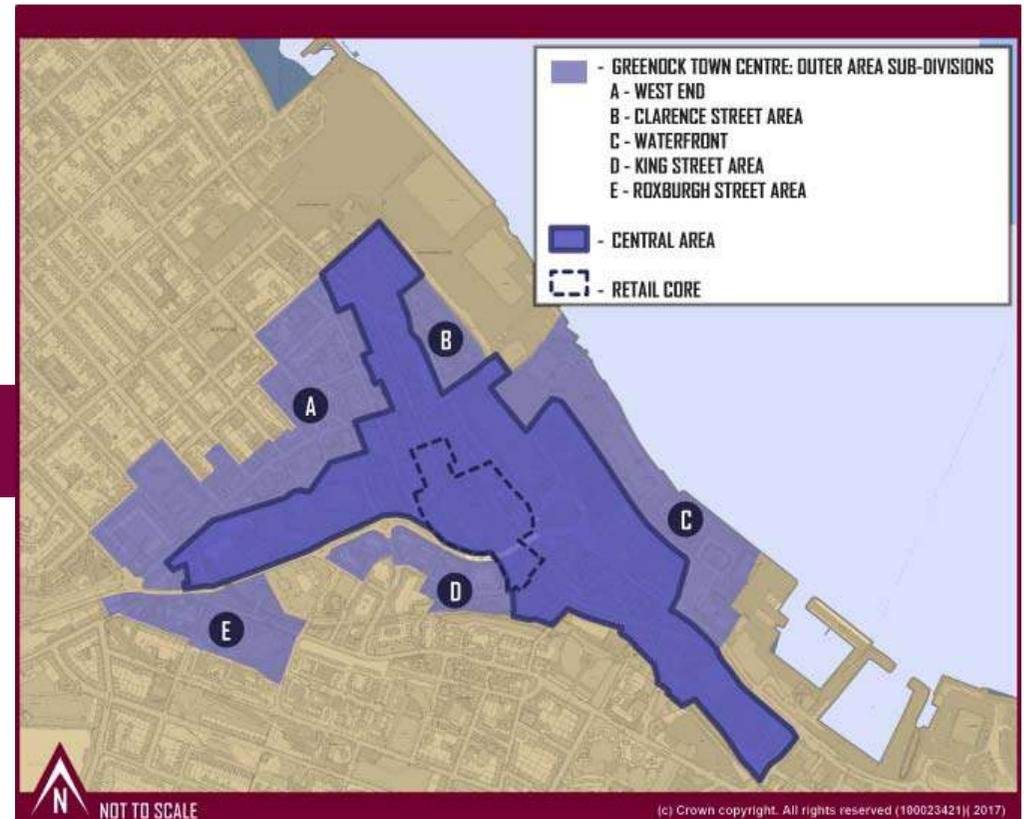 - GREENOCK TOWN CENTRE: OUTER AREA SUB-DIVISIONS
A - WEST END
B - CLARENCE STREET AREA
C - WATERFRONT
D - KING STREET AREA
E - ROXBURGH STREET AREA
- CENTRAL AREA
- RETAIL CORE
B
A
C
D
E
N
NOT TO SCALE
(c) Crown copyright. All rights reserved (100023421)( 2017)